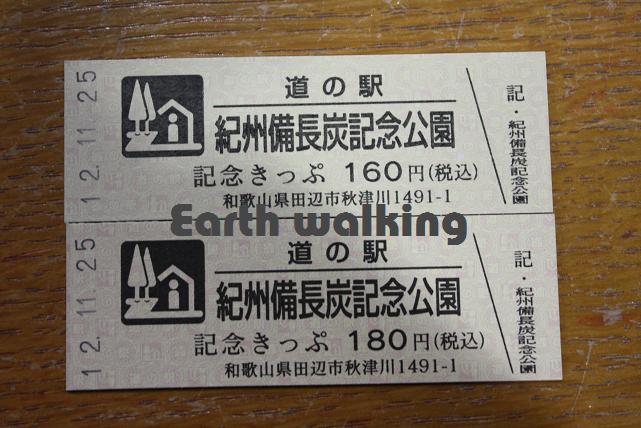 12.11.25
道の駅
紀州備長炭記念公園
記念きっぷ 160円(税込)
和歌山県田辺市秋津川1491-1
記・紀州備長炭記念公園
Earth walking
12.11.25
道の駅
紀州備長炭記念公園
記念きっぷ 180円(税込)
和歌山県田辺市秋津川1491-1
記・紀州備長炭記念公園